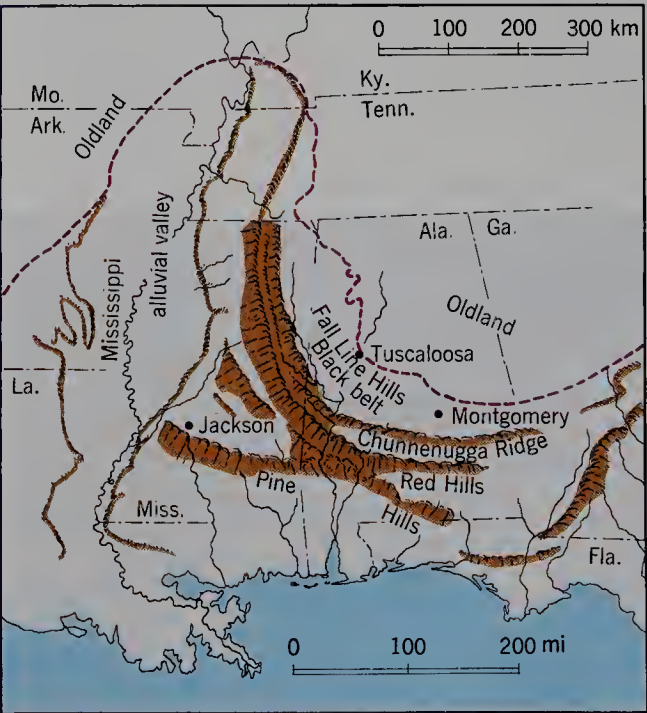 0 100 200 300 km
Mo.
Ark.
Ky.
Tenn.
Oldland
Mississippi
alluvial valley
Ala.
Ga.
Oldland
Fall Line Hills
Black belt
Tuscaloosa
La.
Montgomery
Jackson
Chunnenugga Ridge
Pine
Red Hills
Hills
Miss.
Fla.
0 100 200 mi